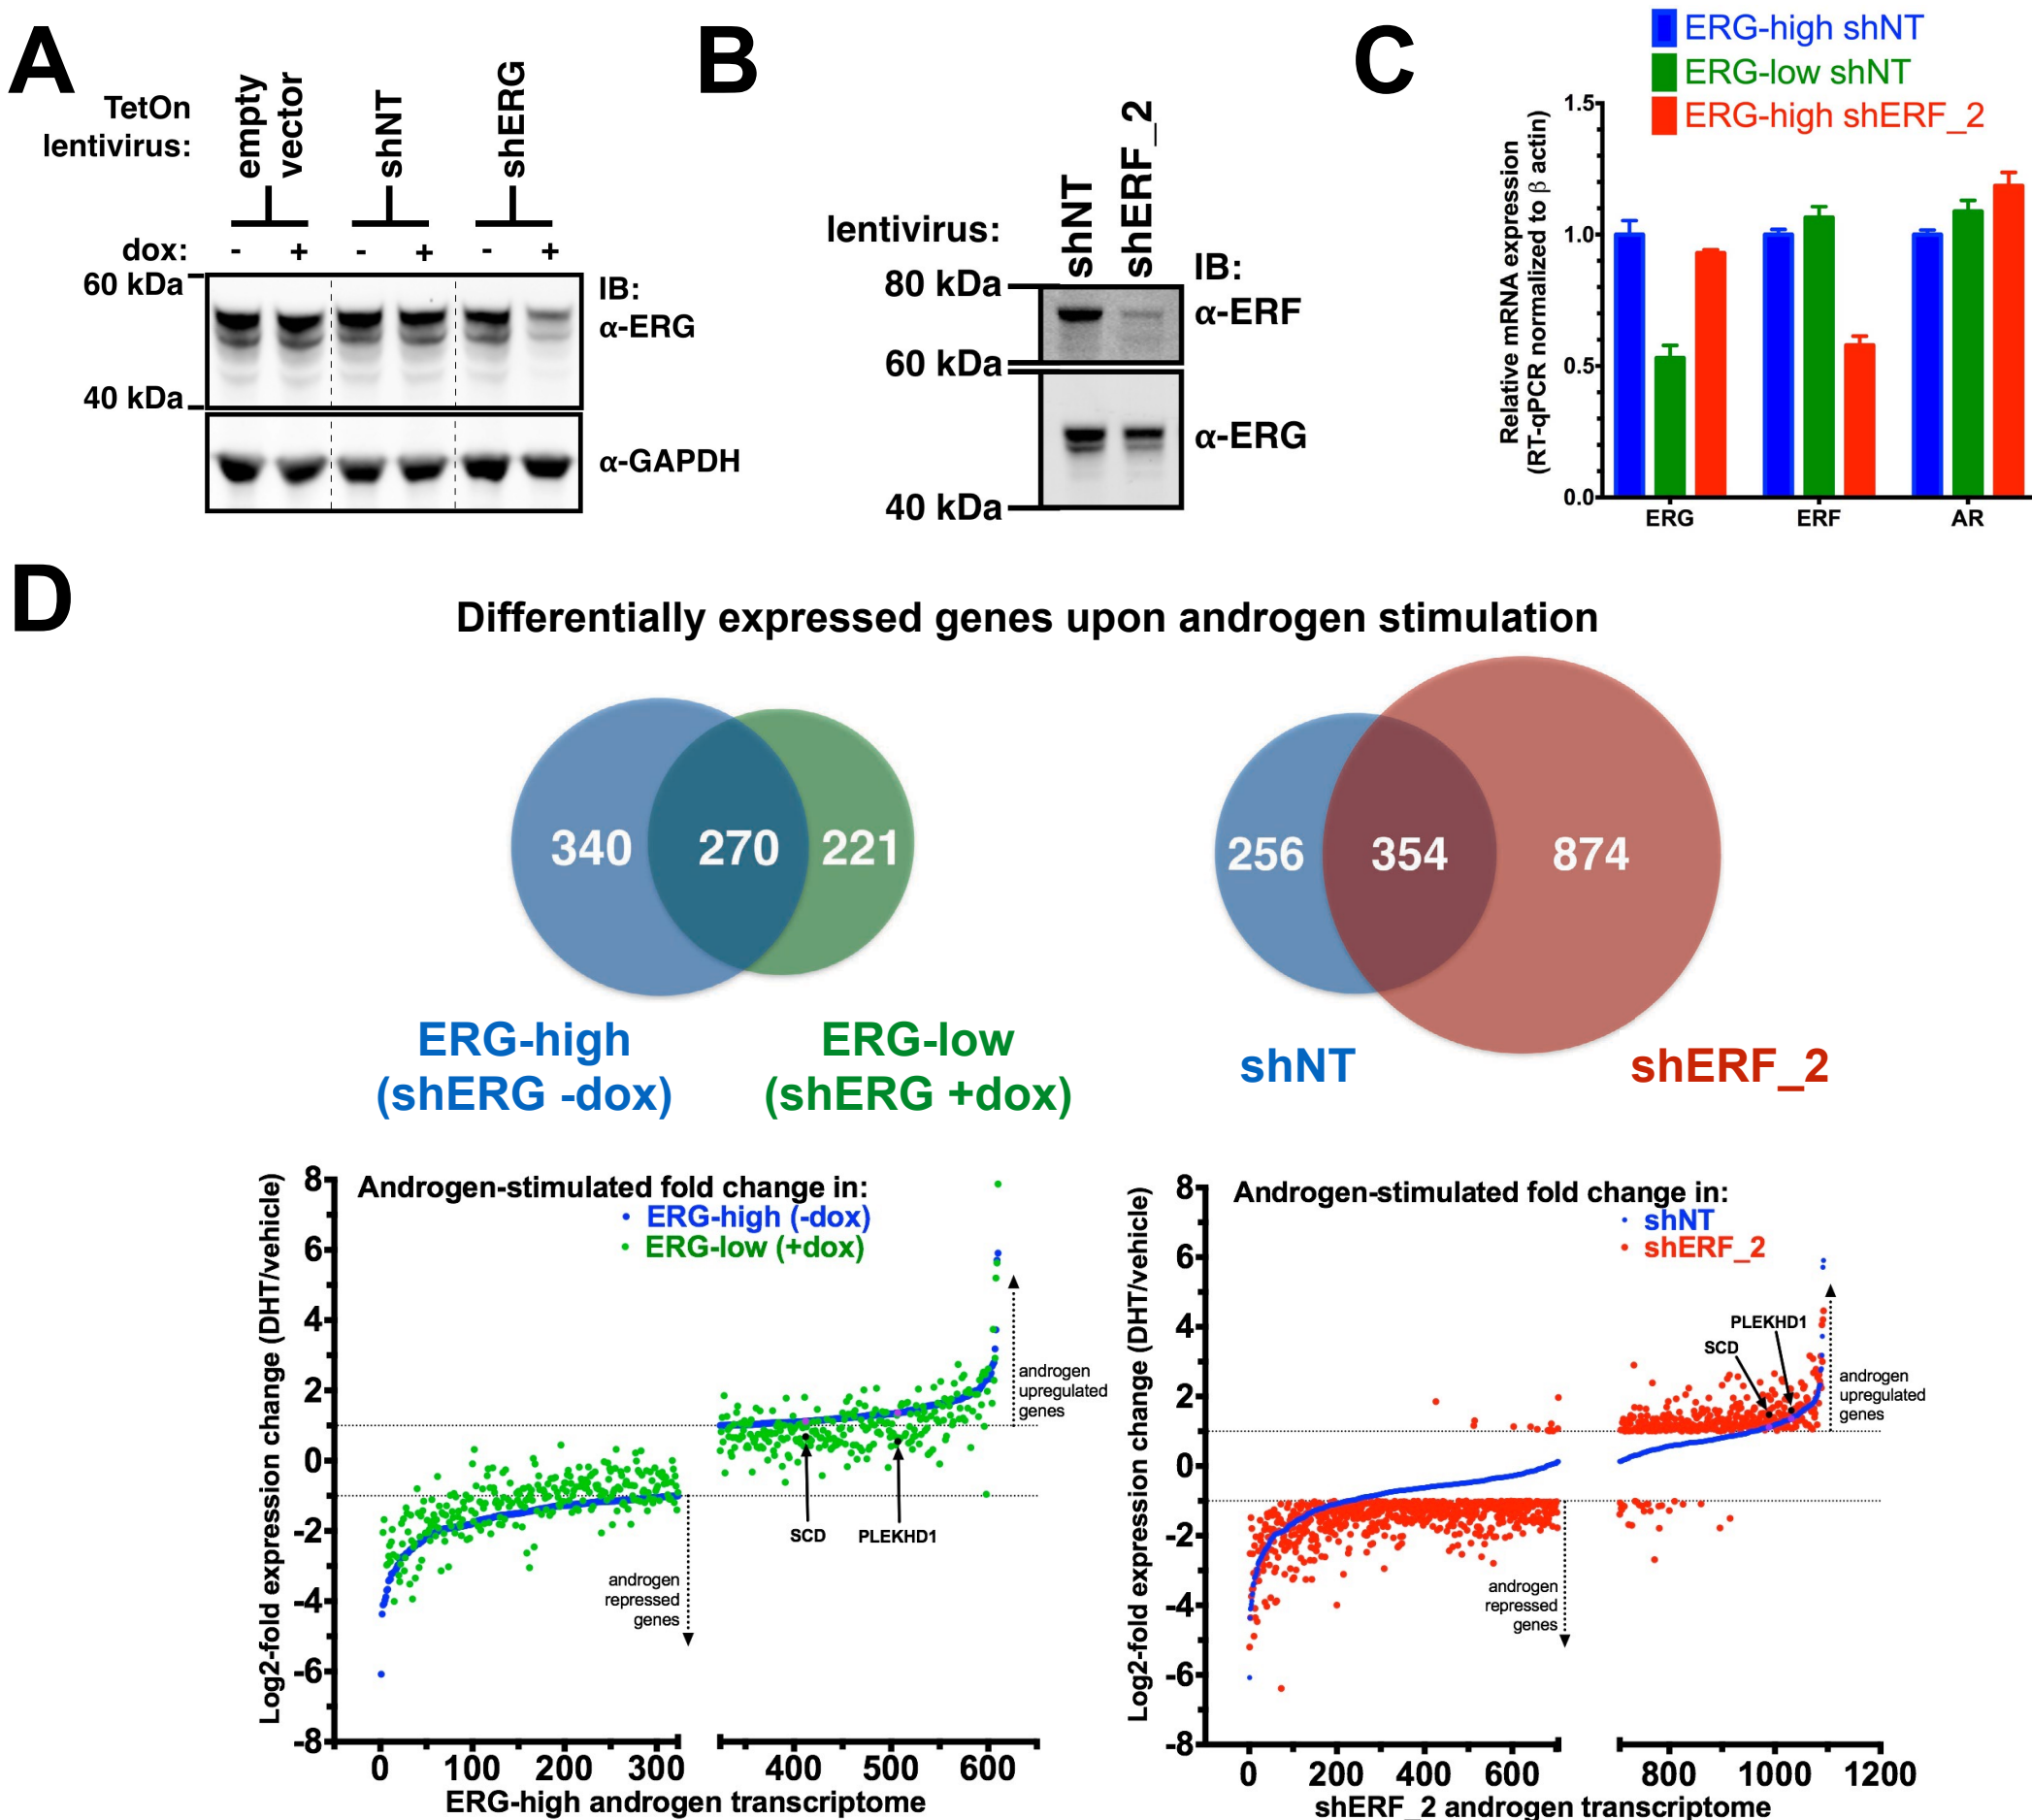 A
TetOn
lentivirus:
empty
vector
shNT
shERG
dox:
- + - + - +
60 kDa
40 kDa
IB:
α-ERG
α-GAPDH
B
lentivirus:
shNT
shERF_2
IB:
80 kDa
α-ERF
60 kDa
α-ERG
40 kDa
C
ERG-high shNT
ERG-low shNT
ERG-high shERF_2
Relative mRNA expression
(RT-qPCR normalized to β actin)
1.5
1.0
0.5
0.0
ERG ERF AR
D
Differentially expressed genes upon androgen stimulation
340 270 221
ERG-high
(shERG -dox)
ERG-low
(shERG +dox)
256 354 874
shNT
shERF_2
Log2-fold expression change (DHT/vehicle)
8
6
4
2
0
-2
-4
-6
-8
Androgen-stimulated fold change in:
ERG-high (-dox)
ERG-low (+dox)
androgen
upregulated
genes
SCD
PLEKHD1
androgen
repressed
genes
0 100 200 300 400 500 600
ERG-high androgen transcriptome
Log2-fold expression change (DHT/vehicle)
8
6
4
2
0
-2
-4
-6
-8
Androgen-stimulated fold change in:
shNT
shERF_2
PLEKHD1
SCD
androgen
upregulated
genes
androgen
repressed
genes
0 200 400 600 800 1000 1200
shERF_2 androgen transcriptome